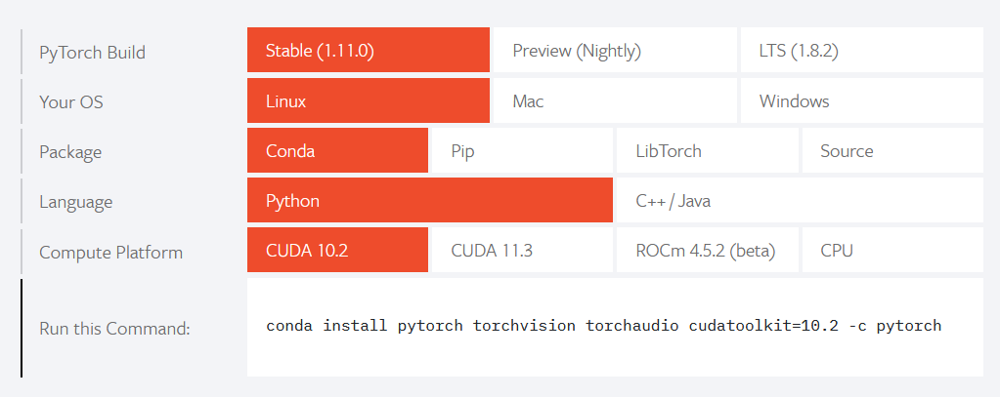 PyTorch Build Stable (1.11.0) Preview (Nightly) LTS (1.8.2)
Your OS Linux Mac Windows
Package Conda Pip LibTorch Source
Language Python C++ / Java
Compute Platform CUDA 10.2 CUDA 11.3 ROCm 4.5.2 (beta) CPU
Run this Command: conda install pytorch torchvision torchaudio cudatoolkit=10.2 -c pytorch